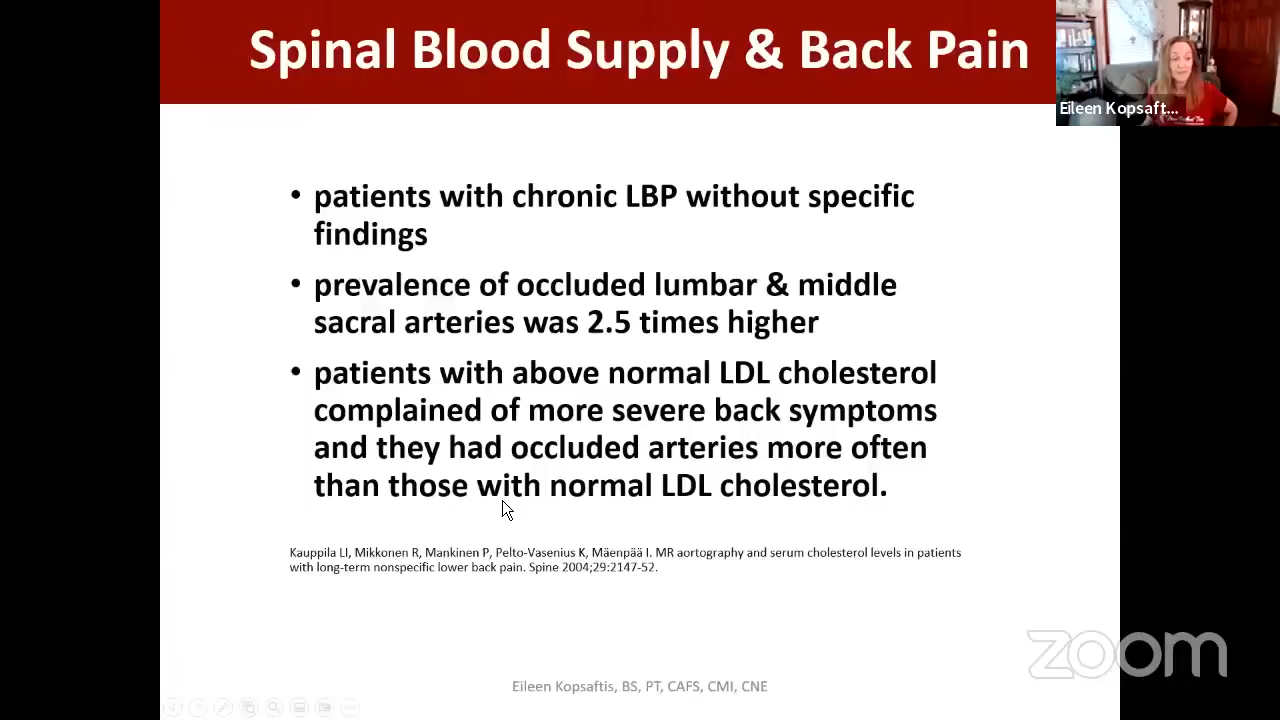 Spinal Blood Supply & Back Pain
Eileen Kopsaft...
• patients with chronic LBP without specific
findings
• prevalence of occluded lumbar & middle
sacral arteries was 2.5 times higher
• patients with above normal LDL cholesterol
complained of more severe back symptoms
and they had occluded arteries more often
than those with normal LDL cholesterol.
Kauppila LI, Mikkonen R, Mankinen P, Pelto-Vasenius K, Mäenpää I. MR aortography and serum cholesterol levels in patients
with long-term nonspecific lower back pain. Spine 2004;29:2147-52.
zoom
Eileen Kopsaftis, BS, PT, CAFS, CMI, CNE